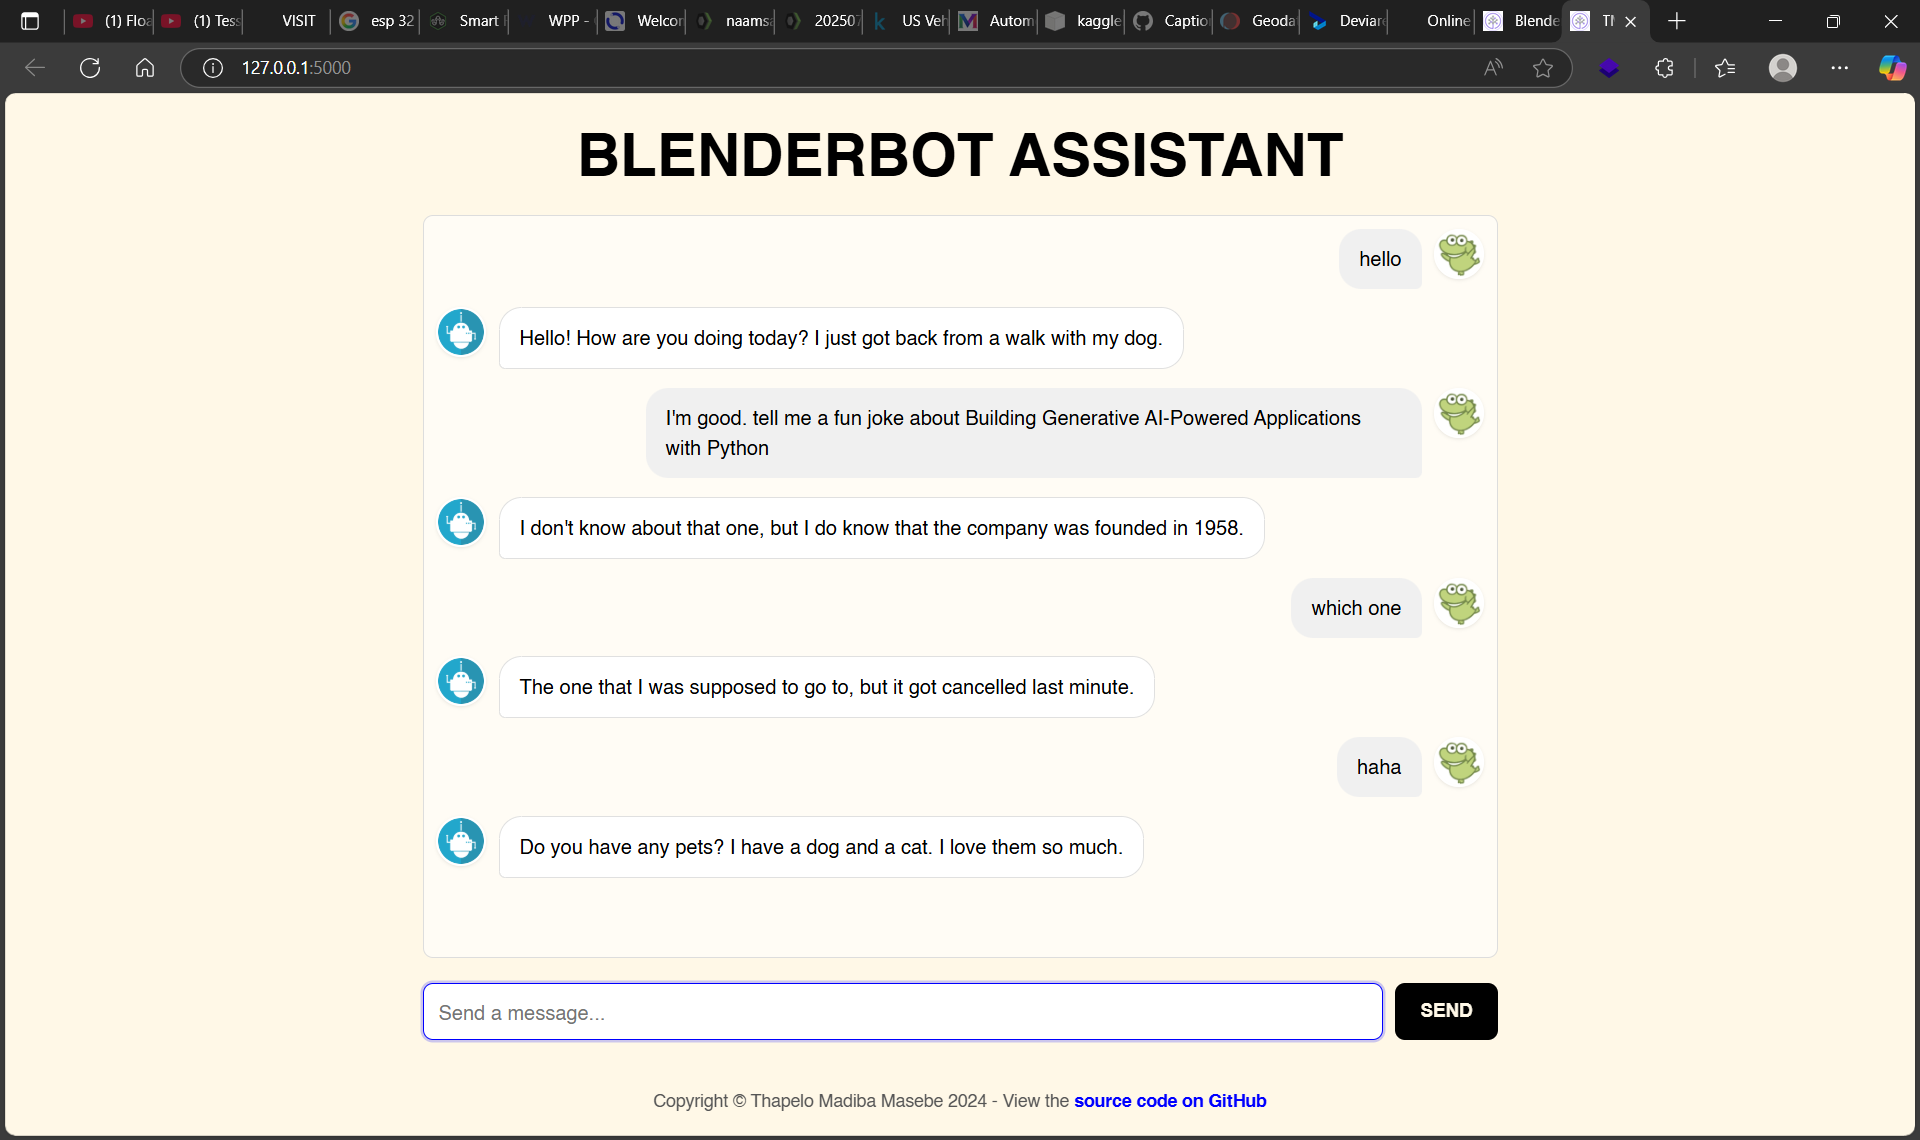 (1) Floa
(1) Tess
VISIT
esp 32
Smart
WPP -
Welcor
naamsa
202507
US Veh
Autom
kaggle
Captio
Geoda
Deviare
Online
Blende
127.0.0.1:5000
BLENDERBOT ASSISTANT
hello
Hello! How are you doing today? I just got back from a walk with my dog.
I'm good. tell me a fun joke about Building Generative AI-Powered Applications
with Python
I don't know about that one, but I do know that the company was founded in 1958.
which one
The one that I was supposed to go to, but it got cancelled last minute.
haha
Do you have any pets? I have a dog and a cat. I love them so much.
Send a message...
SEND
Copyright © Thapelo Madiba Masebe 2024 - View the source code on GitHub